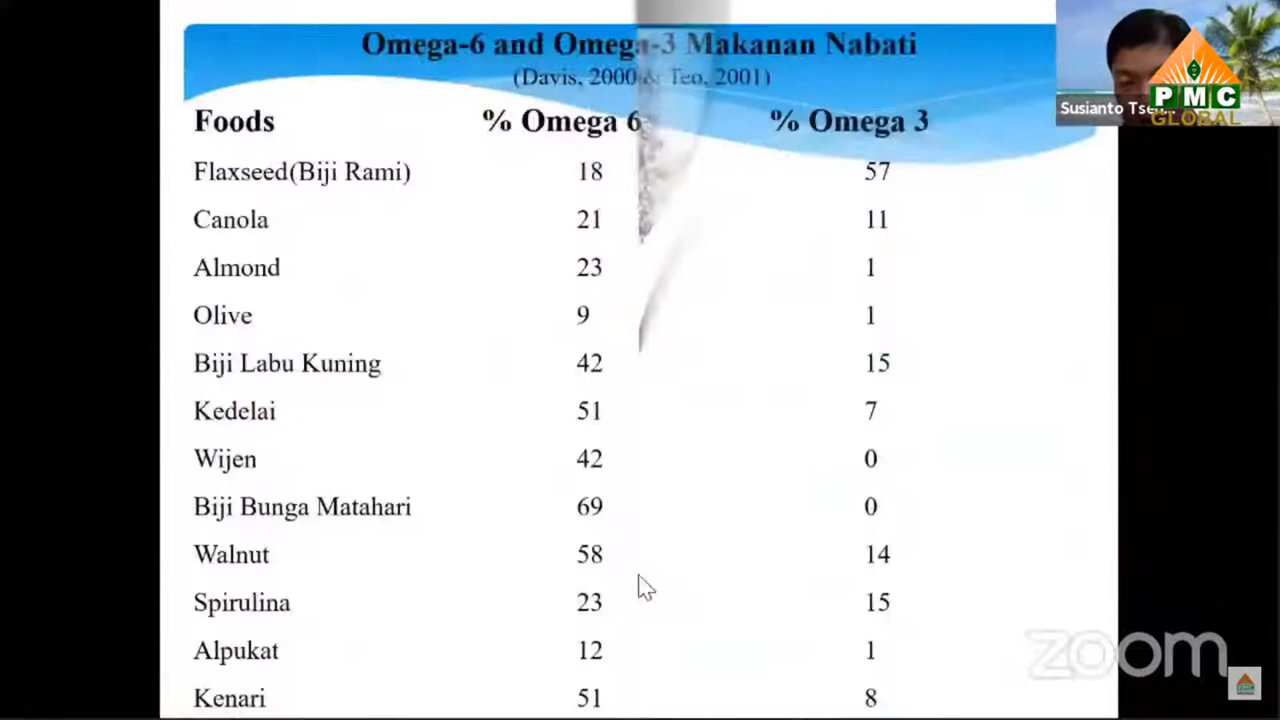 Omega-6 and Omega-3 Makanan Nabati
(Davis, 2000 & Teo, 2001)
Foods % Omega 6 % Omega 3
Flaxseed(Biji Rami) 18 57
Canola 21 11
Almond 23 1
Olive 9 1
Biji Labu Kuning 42 15
Kedelai 51 7
Wijen 42 0
Biji Bunga Matahari 69 0
Walnut 58 14
Spirulina 23 15
Alpukat 12 1
Kenari 51 8
Susianto
PMC
GLOBAL
zoom